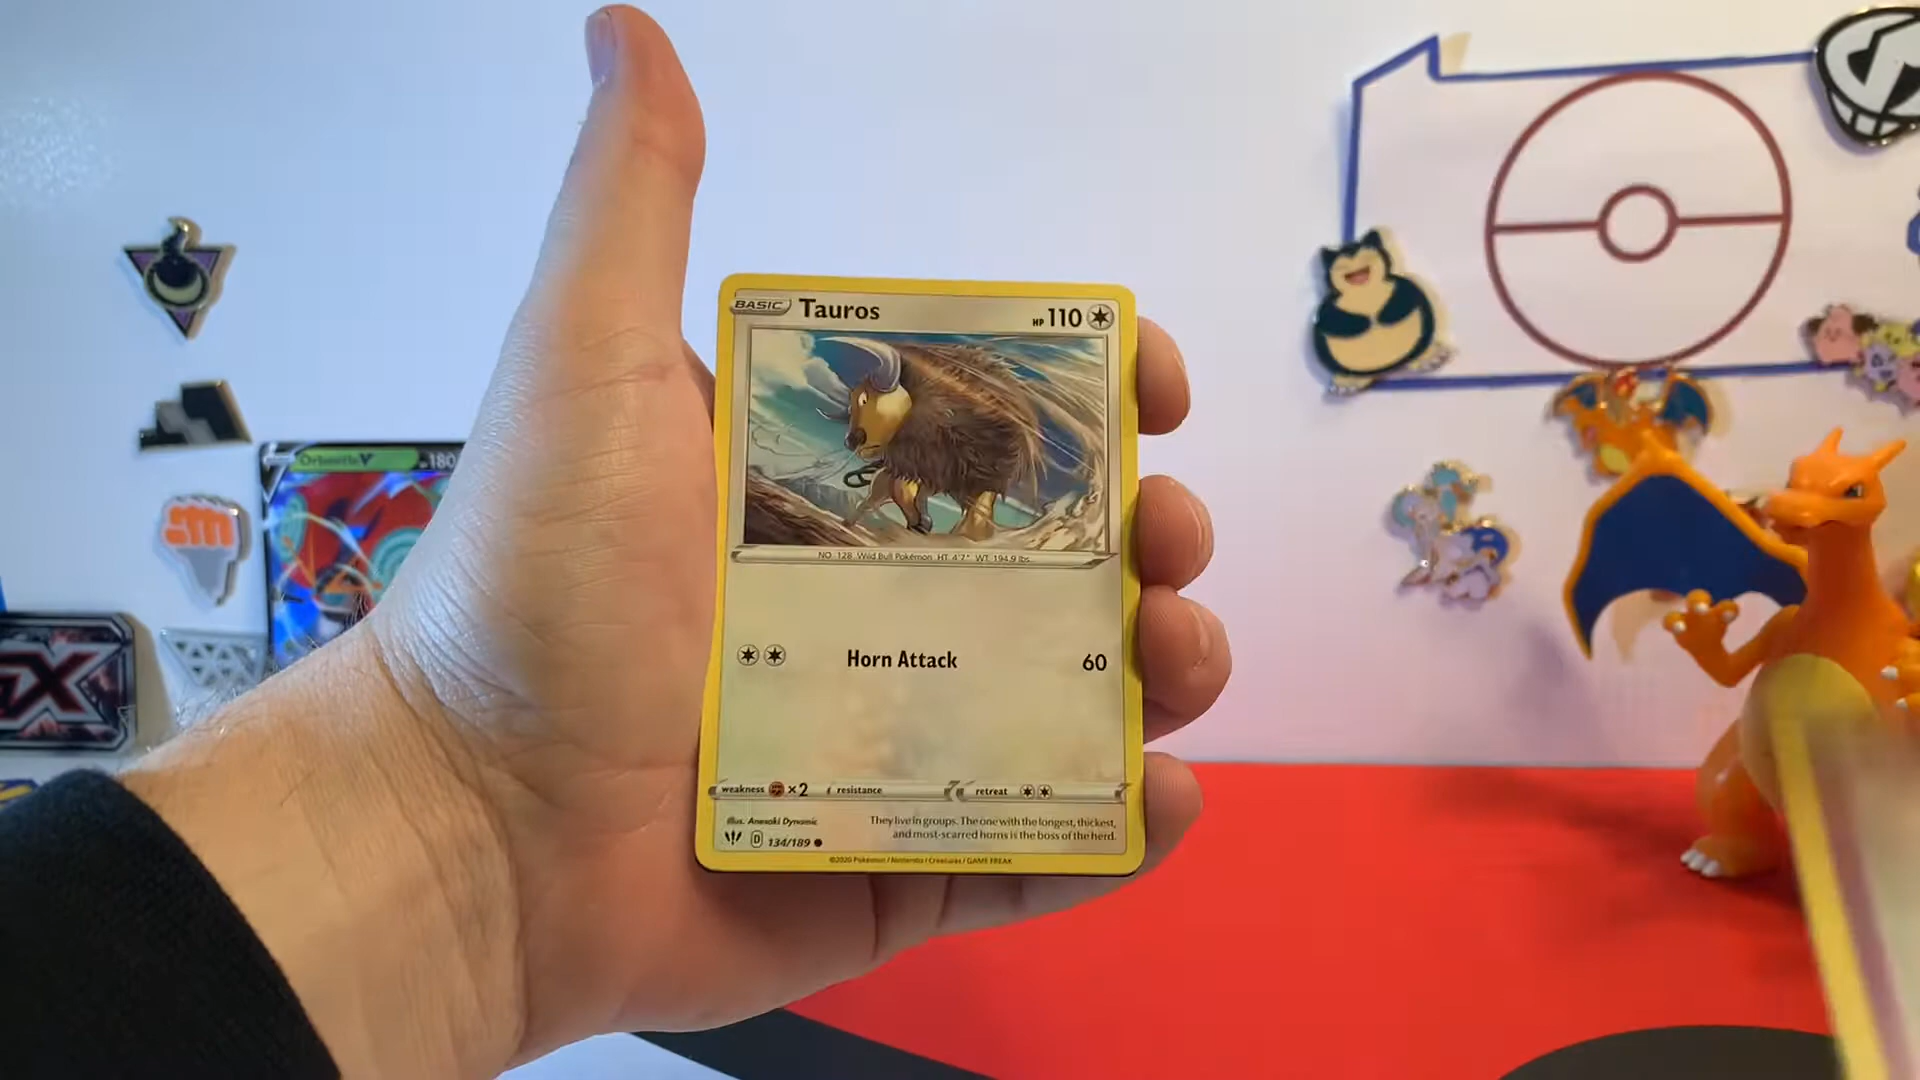 BASIC Tauros HP 110
NO. 128 Wild Bull Pokémon HT: 4'7" WT: 194.9 lbs.
Horn Attack 60
weakness ×2 resistance retreat
Illus. Anesaki Dynamic
They live in groups. The one with the longest, thickest,
and most-scarred horns is the boss of the herd.
D 134/189
©2020 Pokémon / Nintendo / Creatures / GAME FREAK
Orbeetle V 180
GX